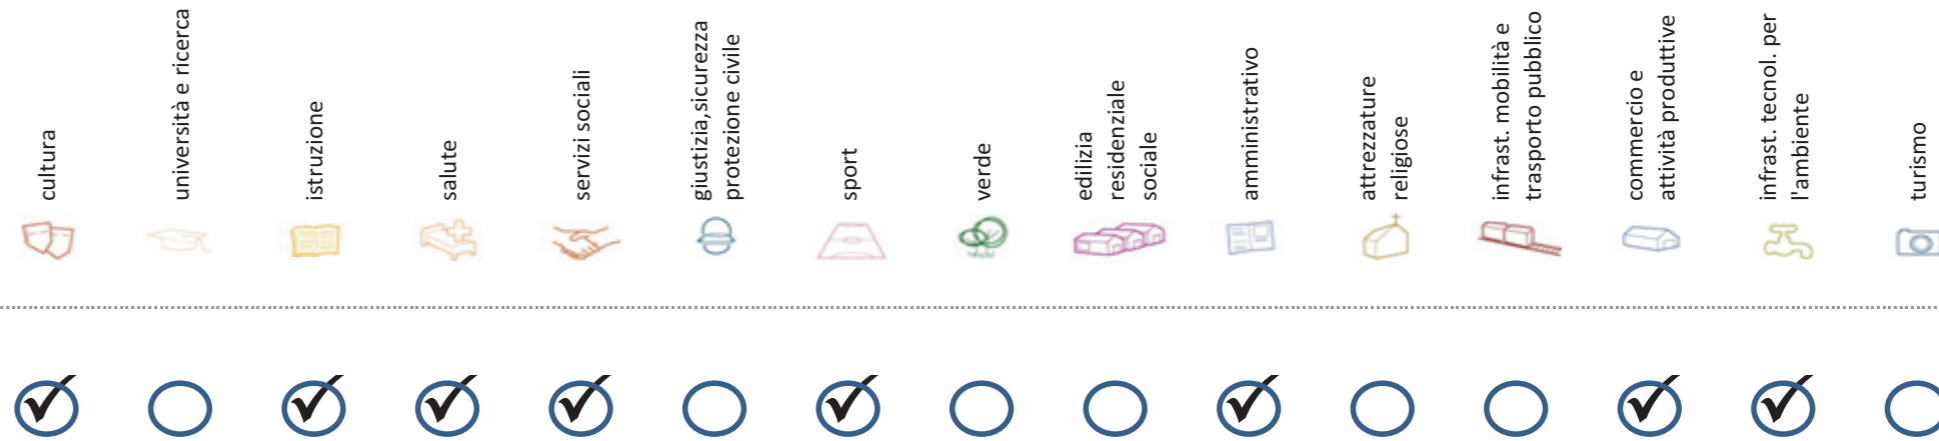 cultura
università e ricerca
istruzione
salute
servizi sociali
giustizia,sicurezza
protezione civile
sport
verde
edilizia
residenziale
sociale
amministrativo
attrezzature
religiose
infrast. mobilità e
trasporto pubblico
commercio e
attività produttive
infrast. tecnol. per
l'ambiente
turismo